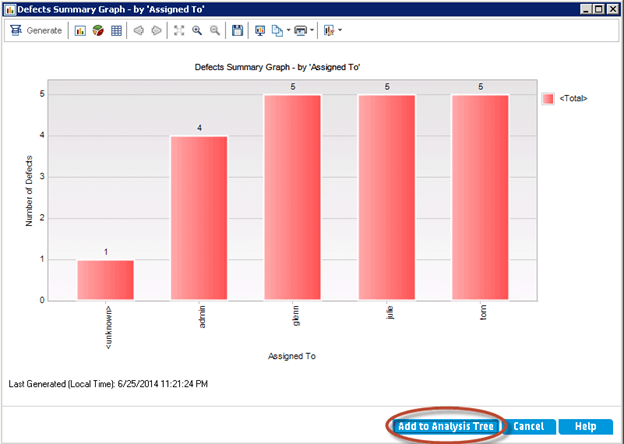 Defects Summary Graph - by 'Assigned To'
Generate
Defects Summary Graph - by 'Assigned To'
5
4
3
2
1
0
Number of Defects
1
4
5
5
5
<Total>
<unknown>
admin
glenn
julie
tom
Assigned To
Last Generated (Local Time): 6/25/2014 11:21:24 PM
Add to Analysis Tree
Cancel
Help